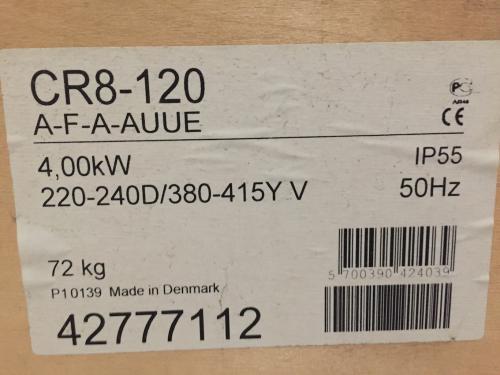 CR8-120
A-F-A-AUUE
4,00kW
IP55
220-240D/380-415Y V
50Hz
72 kg
P10139 Made in Denmark
5 700390 424039
42777112